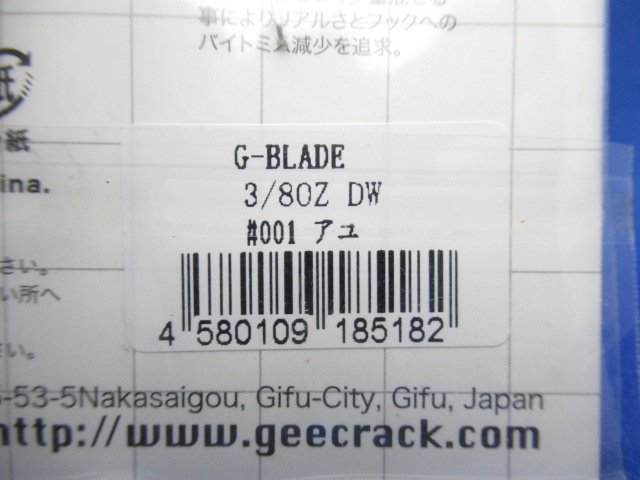 事によりリアルさとフックへの
バイトミス減少を追求。
紙
紙
ina.
G-BLADE
3/8OZ DW
#001 アユ
さい。
い所へ
さい。
4 580109 185182
-53-5Nakasaigou, Gifu-City, Gifu, Japan
http://www.geecrack.com